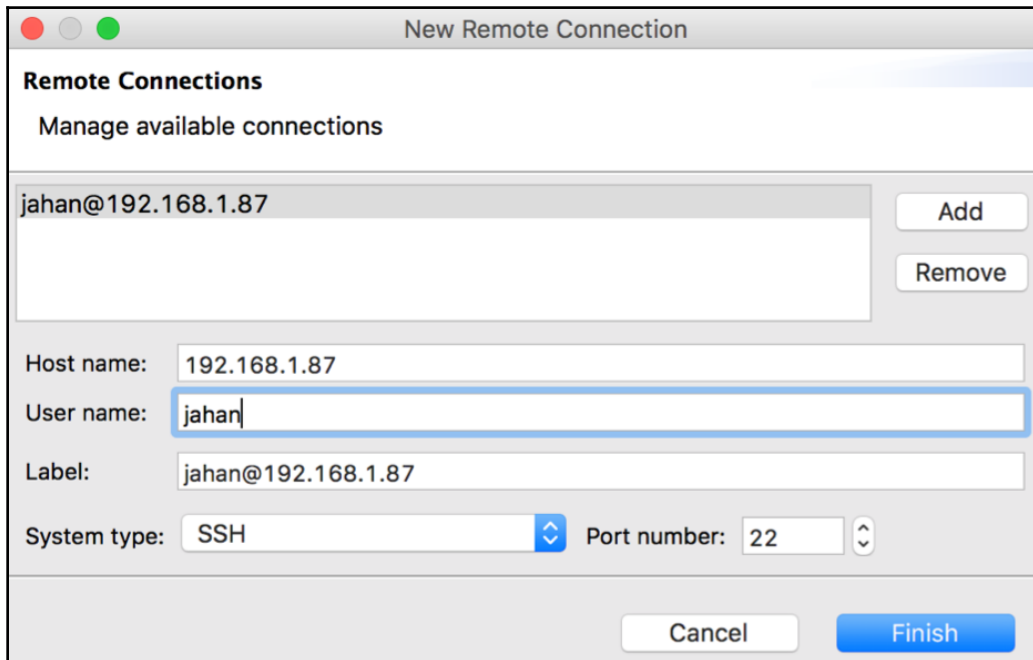 New Remote Connection
Remote Connections
Manage available connections
jahan@192.168.1.87
Add
Remove
Host name: 192.168.1.87
User name: jahan
Label: jahan@192.168.1.87
System type: SSH Port number: 22
Cancel Finish